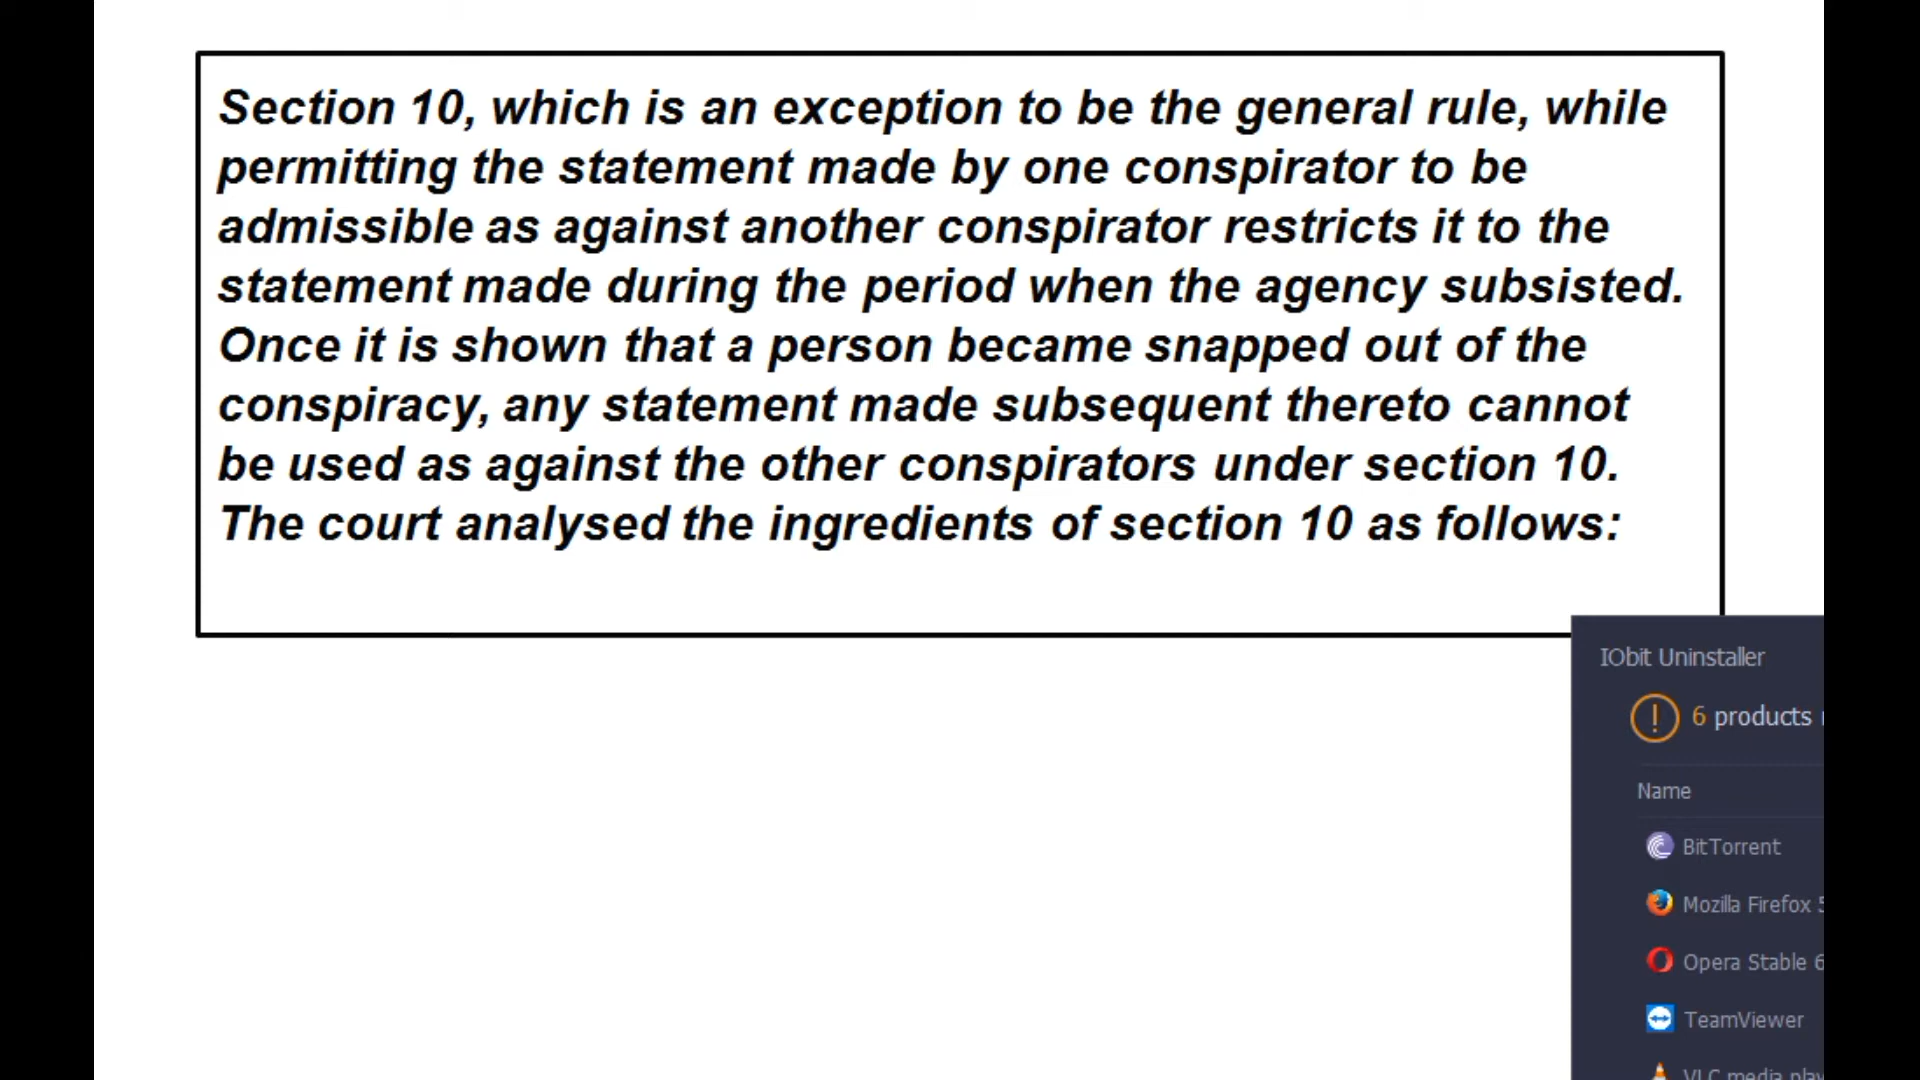 Section 10, which is an exception to be the general rule, while
permitting the statement made by one conspirator to be
admissible as against another conspirator restricts it to the
statement made during the period when the agency subsisted.
Once it is shown that a person became snapped out of the
conspiracy, any statement made subsequent thereto cannot
be used as against the other conspirators under section 10.
The court analysed the ingredients of section 10 as follows:
IObit Uninstaller
6 products
Name
BitTorrent
Mozilla Firefox
Opera Stable
TeamViewer
VLC media